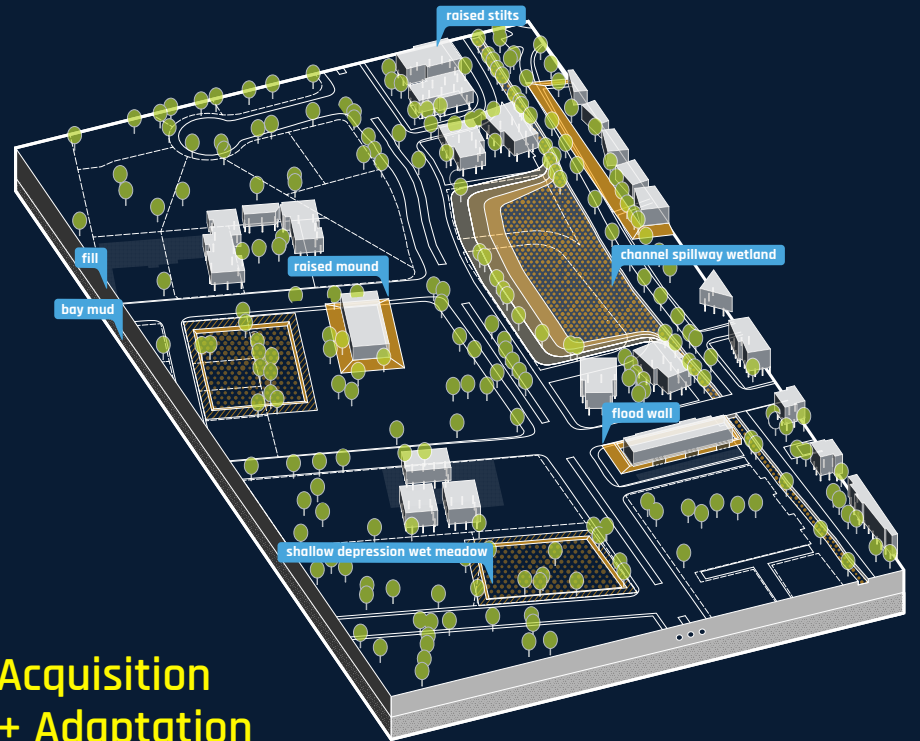 raised stilts
channel spillway wetland
fill
raised mound
bay mud
flood wall
shallow depression wet meadow
Acquisition
+ Adaptation